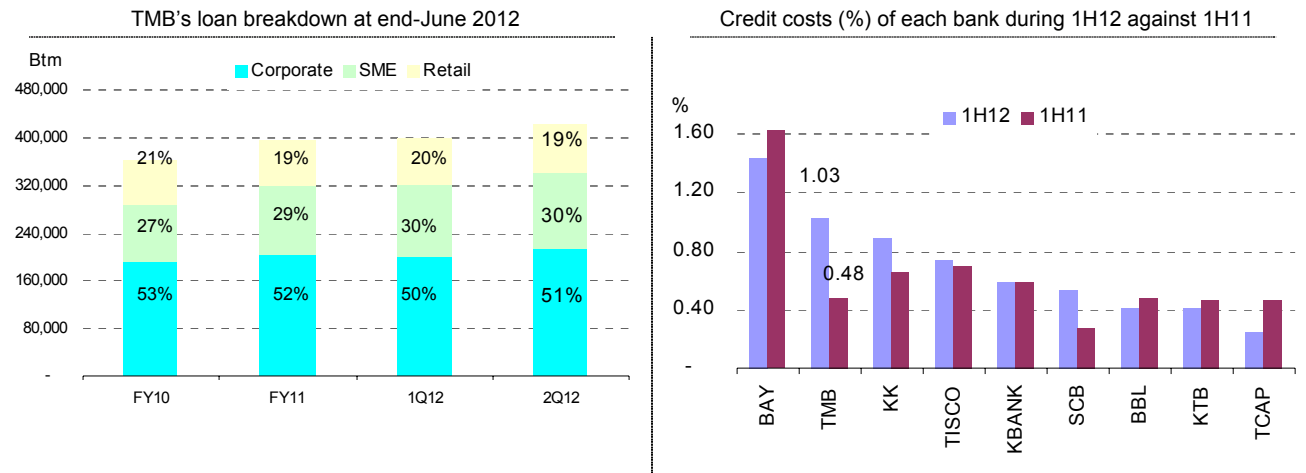 TMB's loan breakdown at end-June 2012
Btm
Corporate SME Retail
480,000
400,000
320,000
240,000
160,000
80,000
-
21% 19% 20% 19%
27% 29% 30% 30%
53% 52% 50% 51%
FY10 FY11 1Q12 2Q12
Credit costs (%) of each bank during 1H12 against 1H11
%
1H12 1H11
1.60
1.20
0.80
0.40
-
1.03
0.48
BAY
TMB
KK
TISCO
KBANK
SCB
BBL
KTB
TCAP